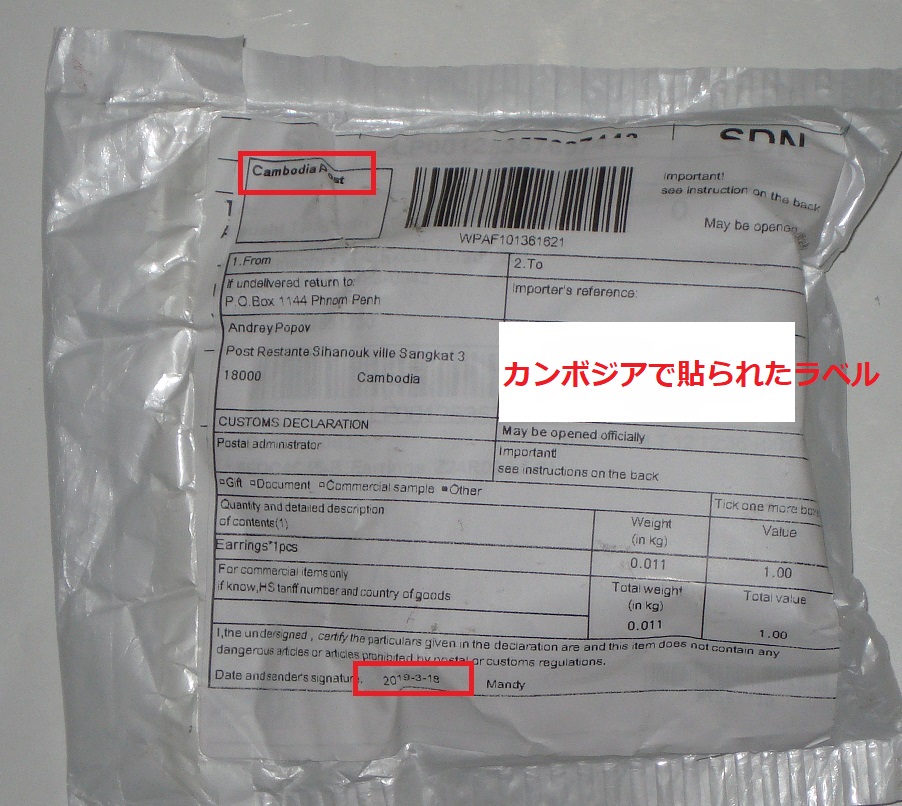 SDN
Cambodia Post
Important!
see instruction on the back
May be opened
WPAF101361621
1.From
2.To
If undelivered return to:
P.O.Box 1144 Phnom Penh
Importer's reference:
Andrey Popov
Post Restante Sihanouk ville Sangkat 3
18000 Cambodia
カンボジアで貼られたラベル
CUSTOMS DECLARATION
May be opened officially
Postal administrator
Important!
see instructions on the back
Gift Document Commercial sample Other
Quantity and detailed description
of contents(1)
Weight
(in kg)
Tick one more box
Value
Earrings*1pcs
0.011
1.00
For commercial items only
if know,HS tariff number and country of goods
Total weight
(in kg)
Total value
0.011
1.00
I,the undersigned , certify the particulars given in the declaration are and this item does not contain any
dangerous articles or articles prohibited by postal or customs regulations.
Date and sender's signature, 2019-3-18 Mandy